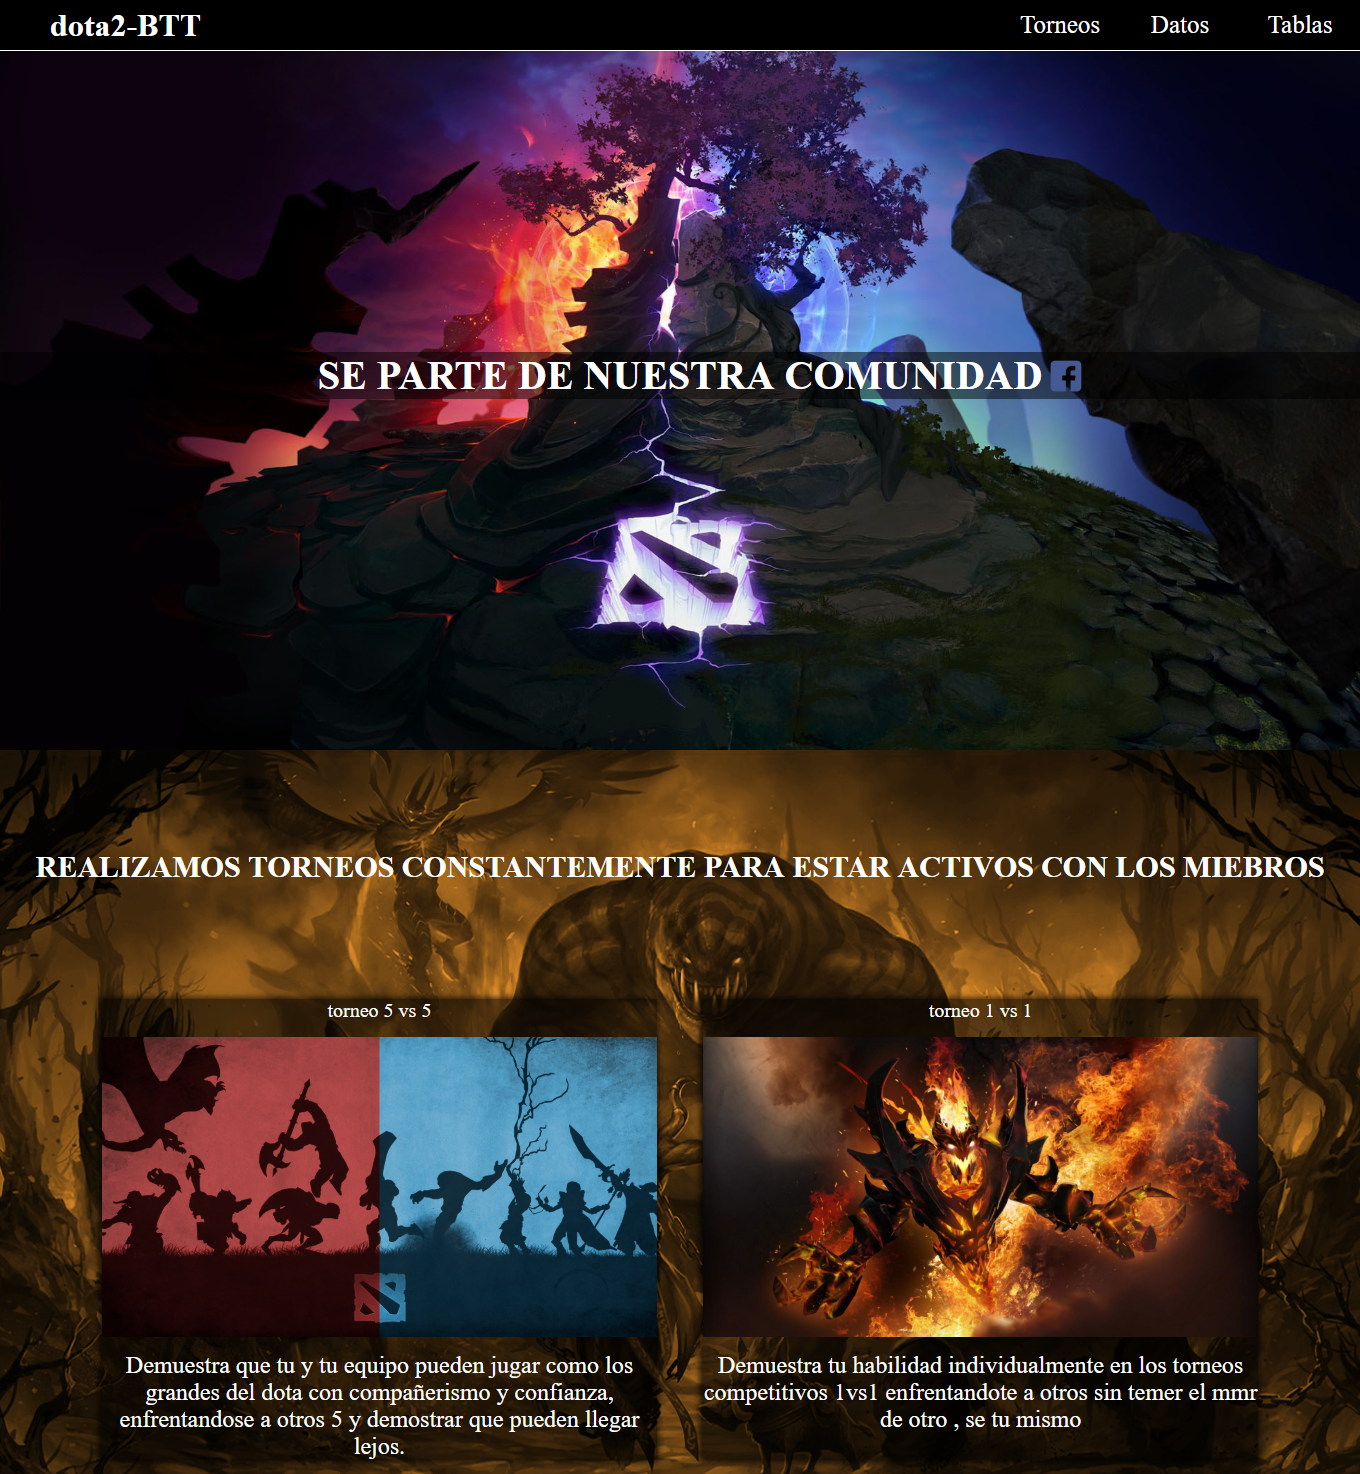 dota2-BTT
Torneos Datos Tablas
SE PARTE DE NUESTRA COMUNIDAD
REALIZAMOS TORNEOS CONSTANTEMENTE PARA ESTAR ACTIVOS CON LOS MIEBROS
torneo 5 vs 5
Demuestra que tu y tu equipo pueden jugar como los
grandes del dota con compañerismo y confianza,
enfrentandose a otros 5 y demostrar que pueden llegar
lejos.
torneo 1 vs 1
Demuestra tu habilidad individualmente en los torneos
competitivos 1vs1 enfrentandote a otros sin temer el mmr
de otro , se tu mismo